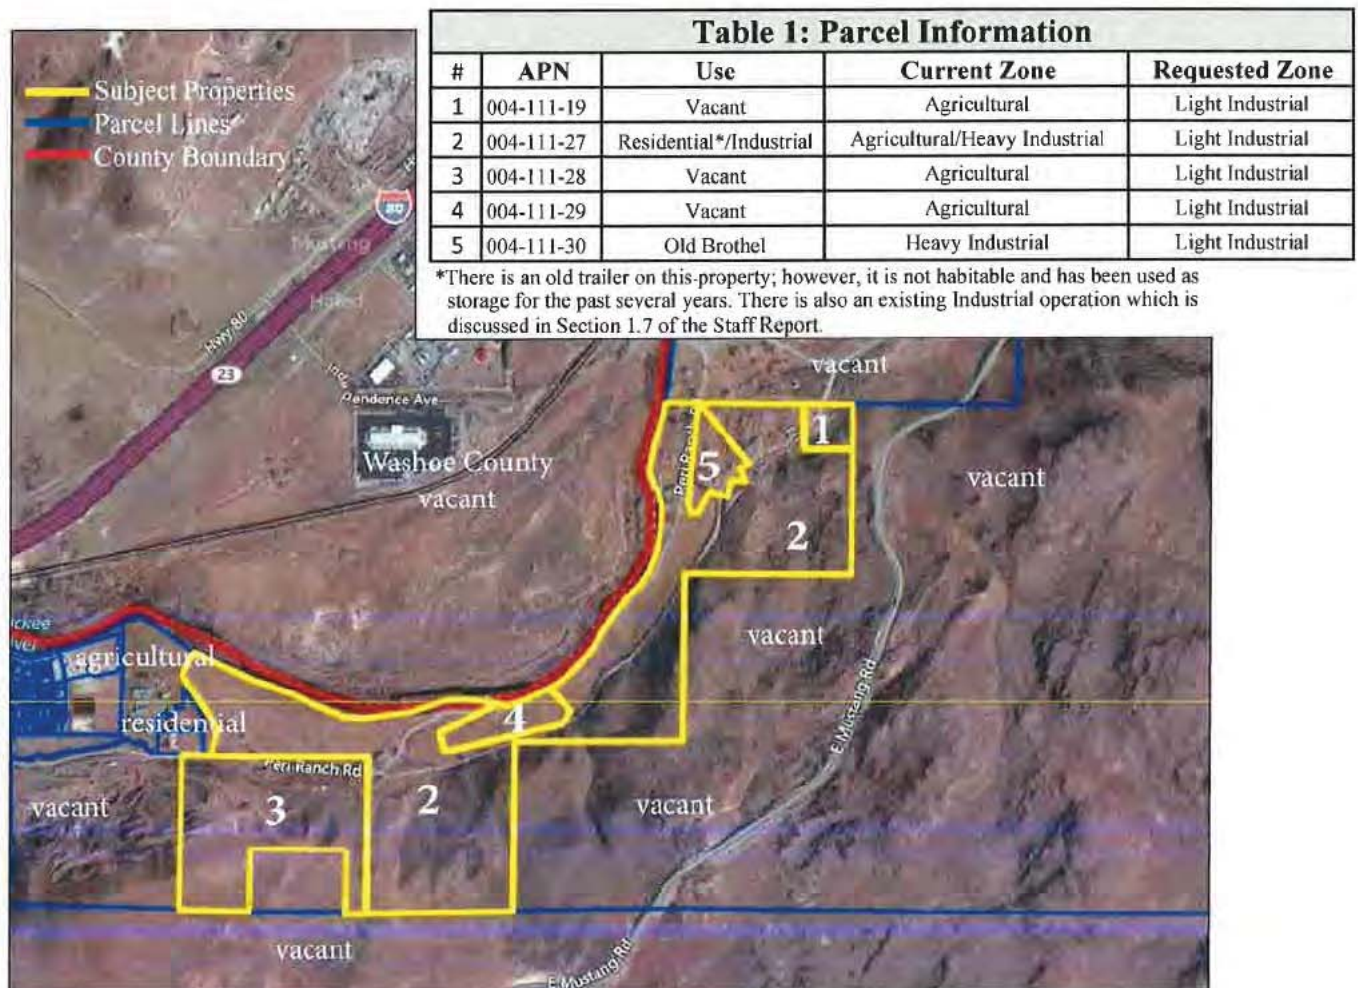 Table 1: Parcel Information
# APN Use Current Zone Requested Zone
1 004-111-19 Vacant Agricultural Light Industrial
2 004-111-27 Residential*/Industrial Agricultural/Heavy Industrial Light Industrial
3 004-111-28 Vacant Agricultural Light Industrial
4 004-111-29 Vacant Agricultural Light Industrial
5 004-111-30 Old Brothel Heavy Industrial Light Industrial
*There is an old trailer on this property; however, it is not habitable and has been used as
storage for the past several years. There is also an existing Industrial operation which is
discussed in Section 1.7 of the Staff Report.
Subject Properties
Parcel Lines
County Boundary
80
Mustang
Hwy 80
23
vacant
Washoe County
vacant
1
5
vacant
2
vacant
agricultural
residential
4
E Mustang Rd
Peri Ranch Rd
vacant
3
2
vacant
vacant
E Mustang Rd